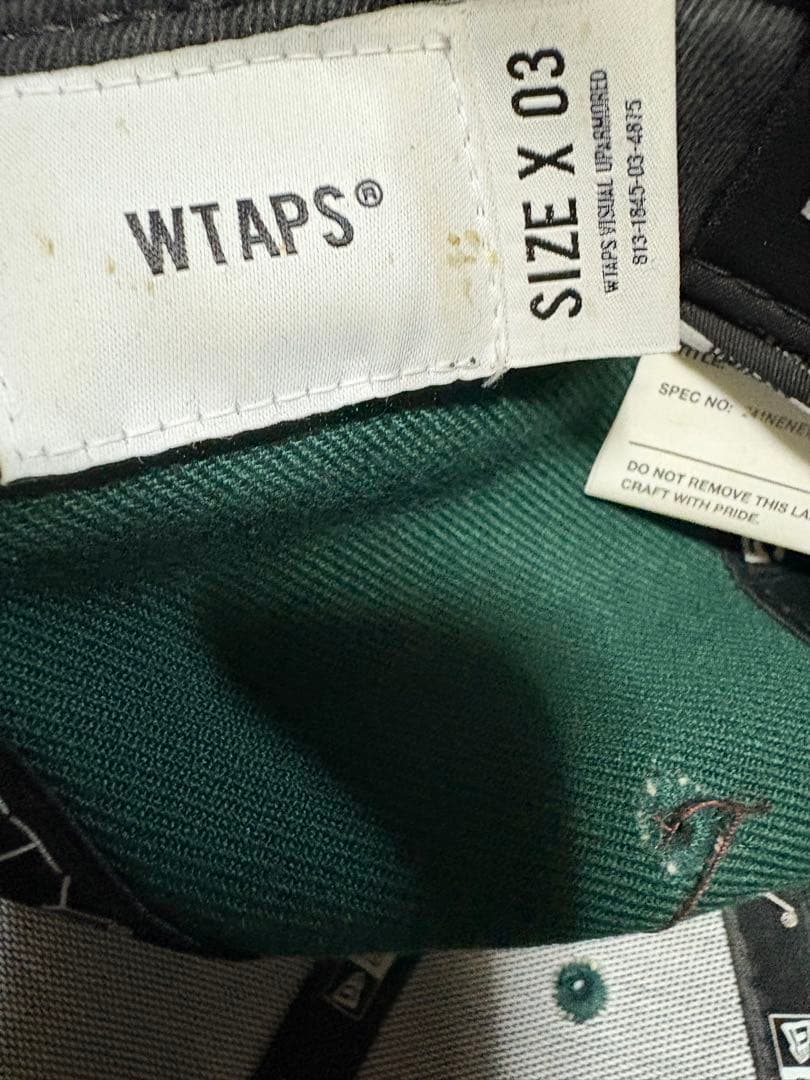 WTAPS®
SIZE X 03
WTAPS VISUAL UPARMORED
813-1845-03-4875
SPEC NO:
DO NOT REMOVE THIS
CRAFT WITH PRIDE